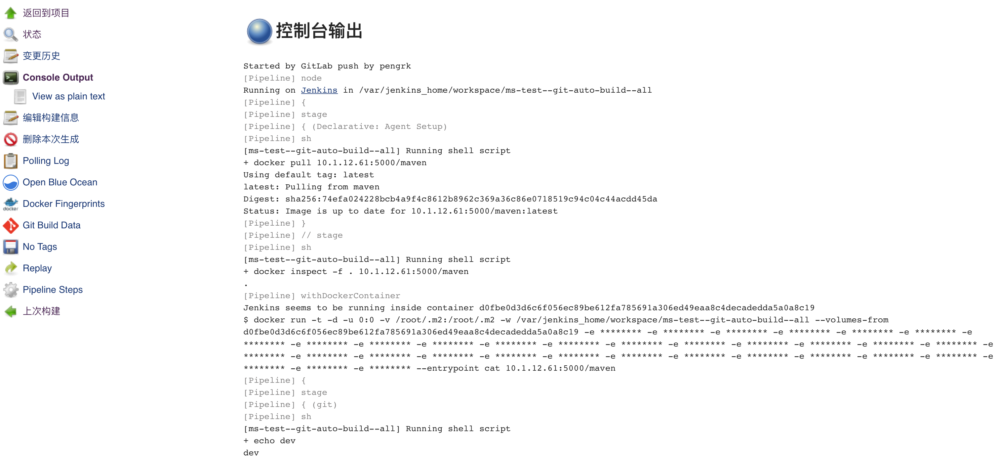 返回到项目
状态
变更历史
Console Output
View as plain text
编辑构建信息
删除本次生成
Polling Log
Open Blue Ocean
docker
Docker Fingerprints
Git Build Data
No Tags
Replay
Pipeline Steps
上次构建
控制台输出
Started by GitLab push by pengrk
[Pipeline] node
Running on Jenkins in /var/jenkins_home/workspace/ms-test--git-auto-build--all
[Pipeline] {
[Pipeline] stage
[Pipeline] { (Declarative: Agent Setup)
[Pipeline] sh
[ms-test--git-auto-build--all] Running shell script
+ docker pull 10.1.12.61:5000/maven
Using default tag: latest
latest: Pulling from maven
Digest: sha256:74efa024228bcb4a9f4c8612b8962c369a36c86e0718519c94c04c44acdd45da
Status: Image is up to date for 10.1.12.61:5000/maven:latest
[Pipeline] }
[Pipeline] // stage
[Pipeline] sh
[ms-test--git-auto-build--all] Running shell script
+ docker inspect -f . 10.1.12.61:5000/maven
.
[Pipeline] withDockerContainer
Jenkins seems to be running inside container d0fbe0d3d6c6f056ec89be612fa785691a306ed49eaa8c4decadedda5a0a8c19
$ docker run -t -d -u 0:0 -v /root/.m2:/root/.m2 -w /var/jenkins_home/workspace/ms-test--git-auto-build--all --volumes-from
d0fbe0d3d6c6f056ec89be612fa785691a306ed49eaa8c4decadedda5a0a8c19 -e ******** -e ******** -e ******** -e ******** -e ******** -e ******** -e
******** -e ******** -e ******** -e ******** -e ******** -e ******** -e ******** -e ******** -e ******** -e ******** -e ******** -e ******** -e
******** -e ******** -e ******** -e ******** -e ******** -e ******** -e ******** -e ******** -e ******** -e ******** -e ******** -e ******** -e
******** -e ******** -e ******** --entrypoint cat 10.1.12.61:5000/maven
[Pipeline] {
[Pipeline] stage
[Pipeline] { (git)
[Pipeline] sh
[ms-test--git-auto-build--all] Running shell script
+ echo dev
dev